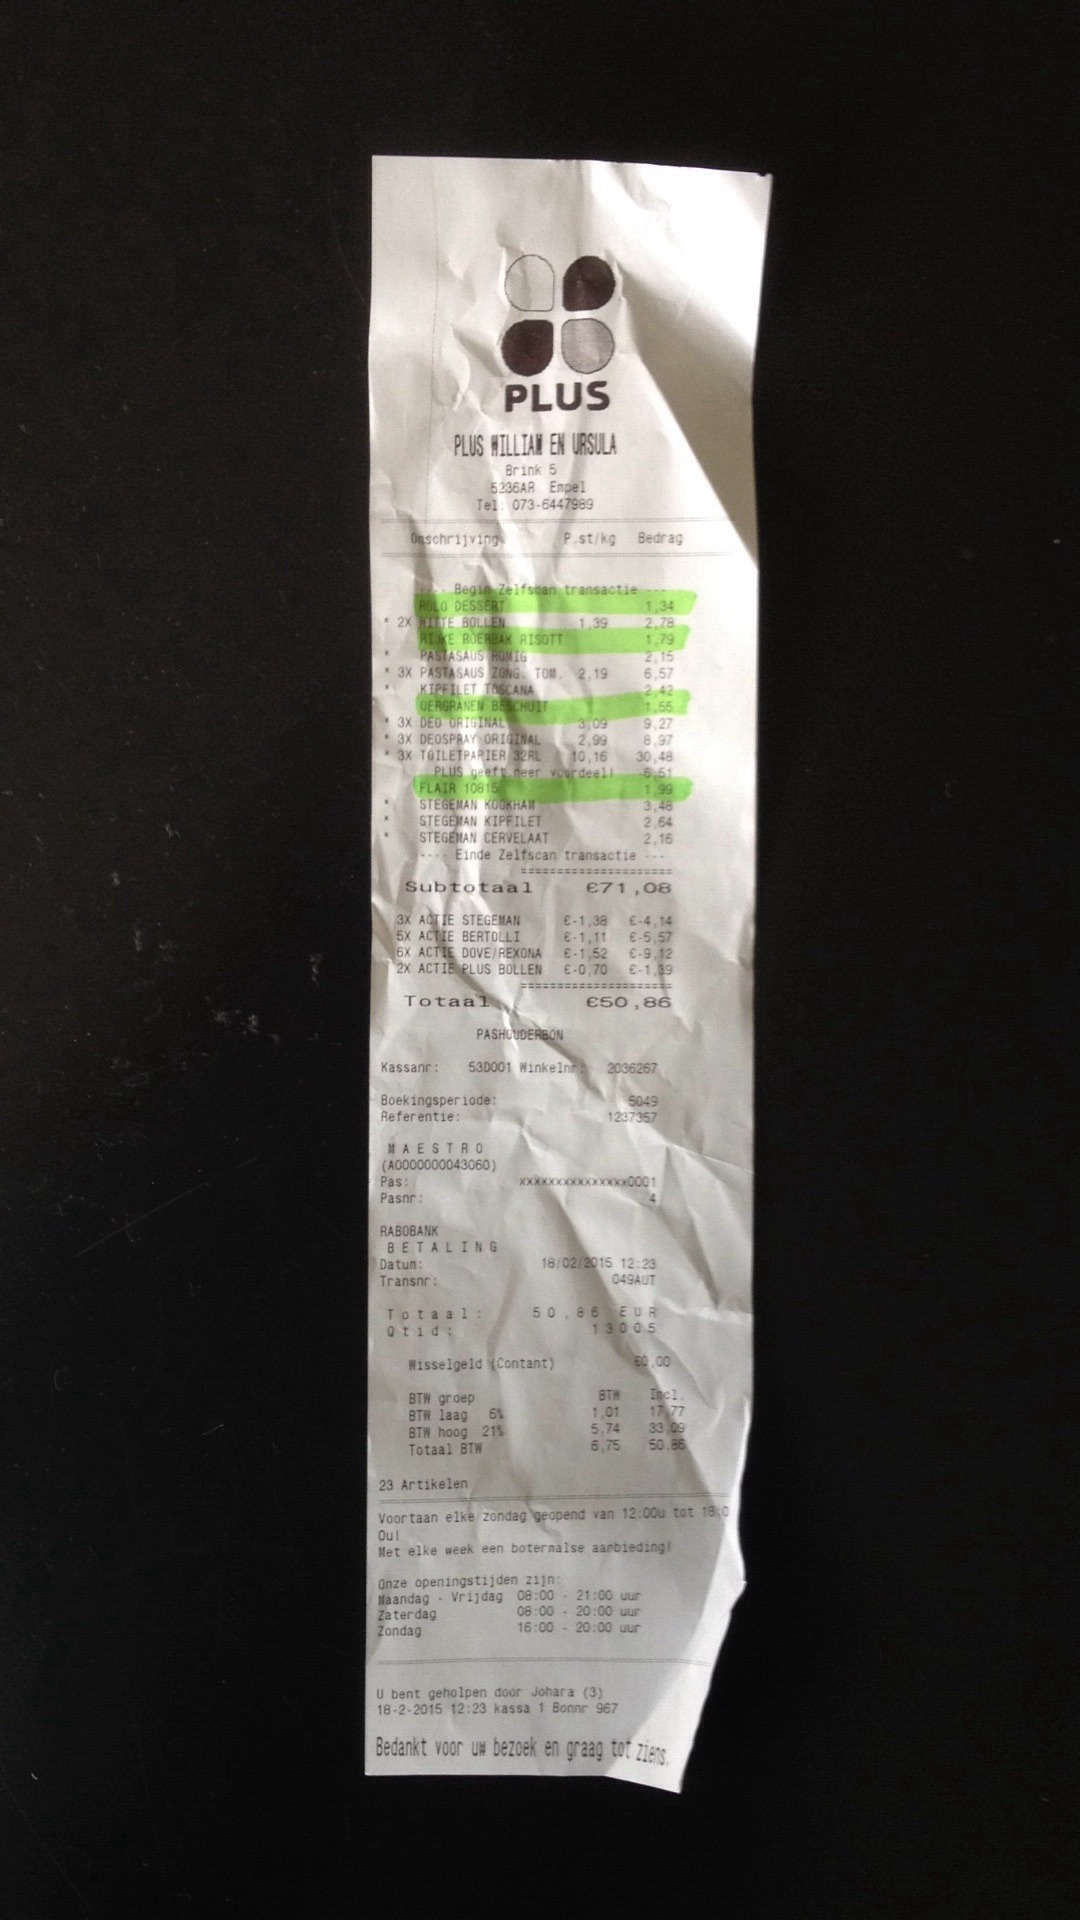 PLUS
PLUS WILLIAM EN URSULA
Brink 5
5236AR Empel
Tel: 073-6447989
Omschrijving P.st/kg Bedrag
---- Begin Zelfscan transactie ---
ROLO DESSERT 1,34
* 2X WITTE BOLLEN 1,39 2,78
RIJKE ROERBAK RISOTT 1,79
* PASTASAUS ROMIG 2,15
* 3X PASTASAUS ZONG. TOM. 2,19 6,57
* KIPFILET TOSCANA 2,42
OERGRANEN BESCHUIT 1,55
* 3X DEO ORIGINAL 3,09 9,27
* 3X DEOSPRAY ORIGINAL 2,99 8,97
* 3X TOILETPAPIER 32RL 10,16 30,48
PLUS geeft meer voordeel! -6,51
FLAIR 10815 1,99
* STEGEMAN KOOKHAM 3,48
* STEGEMAN KIPFILET 2,64
* STEGEMAN CERVELAAT 2,16
---- Einde Zelfscan transactie ---
=====================
Subtotaal €71,08
3X ACTIE STEGEMAN €-1,38 €-4,14
5X ACTIE BERTOLLI €-1,11 €-5,57
6X ACTIE DOVE/REXONA €-1,52 €-9,12
2X ACTIE PLUS BOLLEN €-0,70 €-1,39
=====================
Totaal €50,86
PASHOUDERBON
Kassanr: 53D001 Winkelnr: 2036267
Boekingsperiode: 5049
Referentie: 1237357
MAESTRO
(A0000000043060)
Pas: xxxxxxxxxxxxxxx0001
Pasnr: 4
RABOBANK
BETALING
Datum: 18/02/2015 12:23
Transnr: 049AUT
Totaal: 50,86 EUR
Qtid: 13005
Wisselgeld (Contant) €0,00
BTW groep BTW Incl.
BTW laag 6% 1,01 17,77
BTW hoog 21% 5,74 33,09
Totaal BTW 6,75 50,86
23 Artikelen
Voortaan elke zondag geopend van 12:00u tot 18:0
0u!
Met elke week een botermalse aanbieding!
Onze openingstijden zijn:
Maandag - Vrijdag 08:00 - 21:00 uur
Zaterdag 08:00 - 20:00 uur
Zondag 16:00 - 20:00 uur
U bent geholpen door Johara (3)
18-2-2015 12:23 kassa 1 Bonnr 967
Bedankt voor uw bezoek en graag tot ziens.